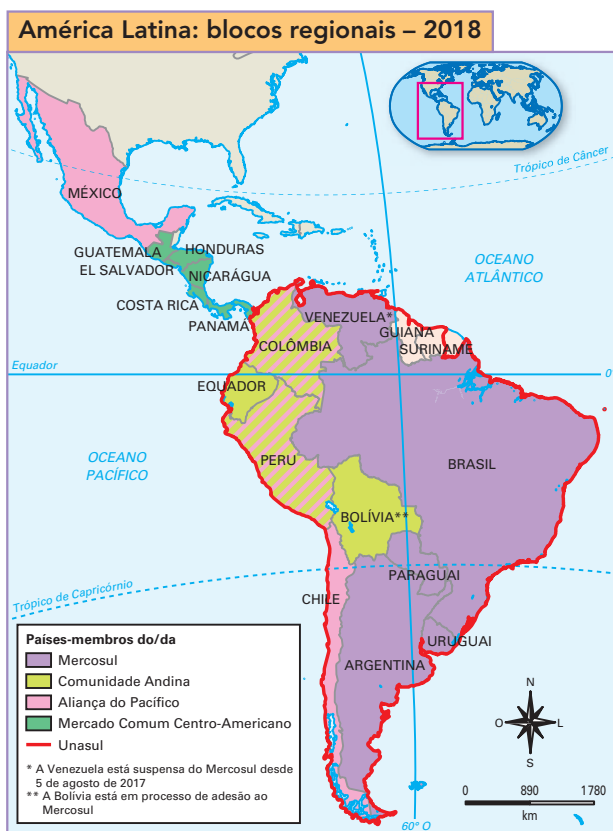 América Latina: blocos regionais – 2018
Trópico de Câncer
MÉXICO
GUATEMALA
HONDURAS
EL SALVADOR
NICARÁGUA
OCEANO
ATLÂNTICO
COSTA RICA
PANAMÁ
VENEZUELA*
GUIANA
SURINAME
COLÔMBIA
Equador
0
EQUADOR
OCEANO
PACÍFICO
PERU
BRASIL
BOLÍVIA**
PARAGUAI
Trópico de Capricórnio
CHILE
URUGUAI
ARGENTINA
Países-membros do/da
Mercosul
Comunidade Andina
Aliança do Pacífico
Mercado Comum Centro-Americano
Unasul
* A Venezuela está suspensa do Mercosul desde
5 de agosto de 2017
** A Bolívia está em processo de adesão ao
Mercosul
N
O
L
S
0 890 1780
km
60° O